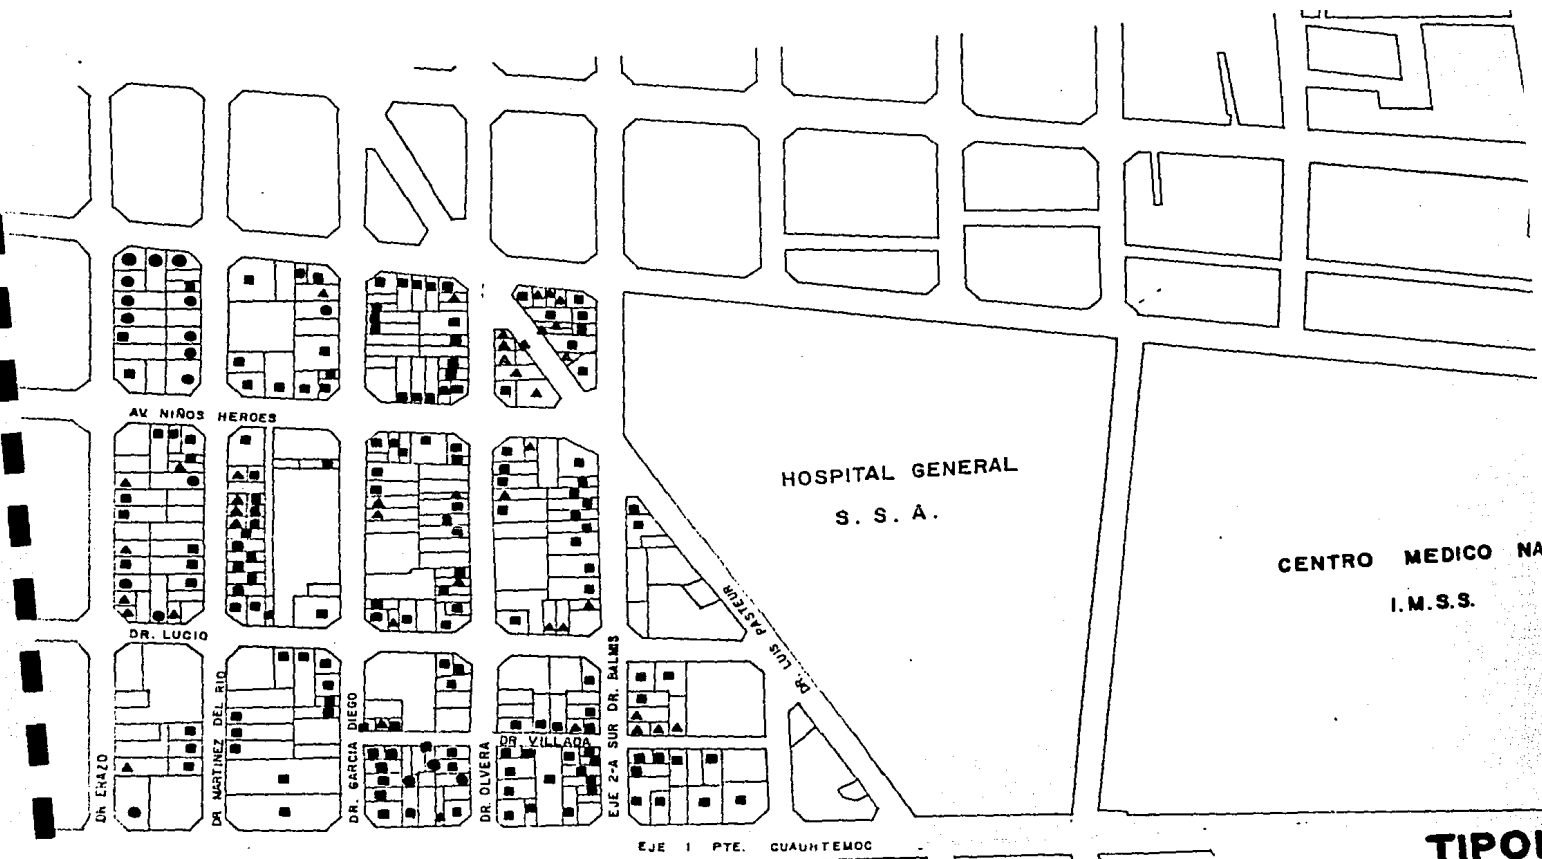 AV. NIÑOS HEROES
HOSPITAL GENERAL
S. S. A.
CENTRO MEDICO NA
I.M.S.S.
DR. LUIS PASTEUR
DR. LUCIO
DR ERAZO
DR MARTINEZ DEL RIO
DR. GARCIA DIEGO
DR. OLVERA
DR. VILLADA
EJE 2-A SUR DR. BALMIS
EJE 1 PTE. CUAUHTEMOC
TIPOL